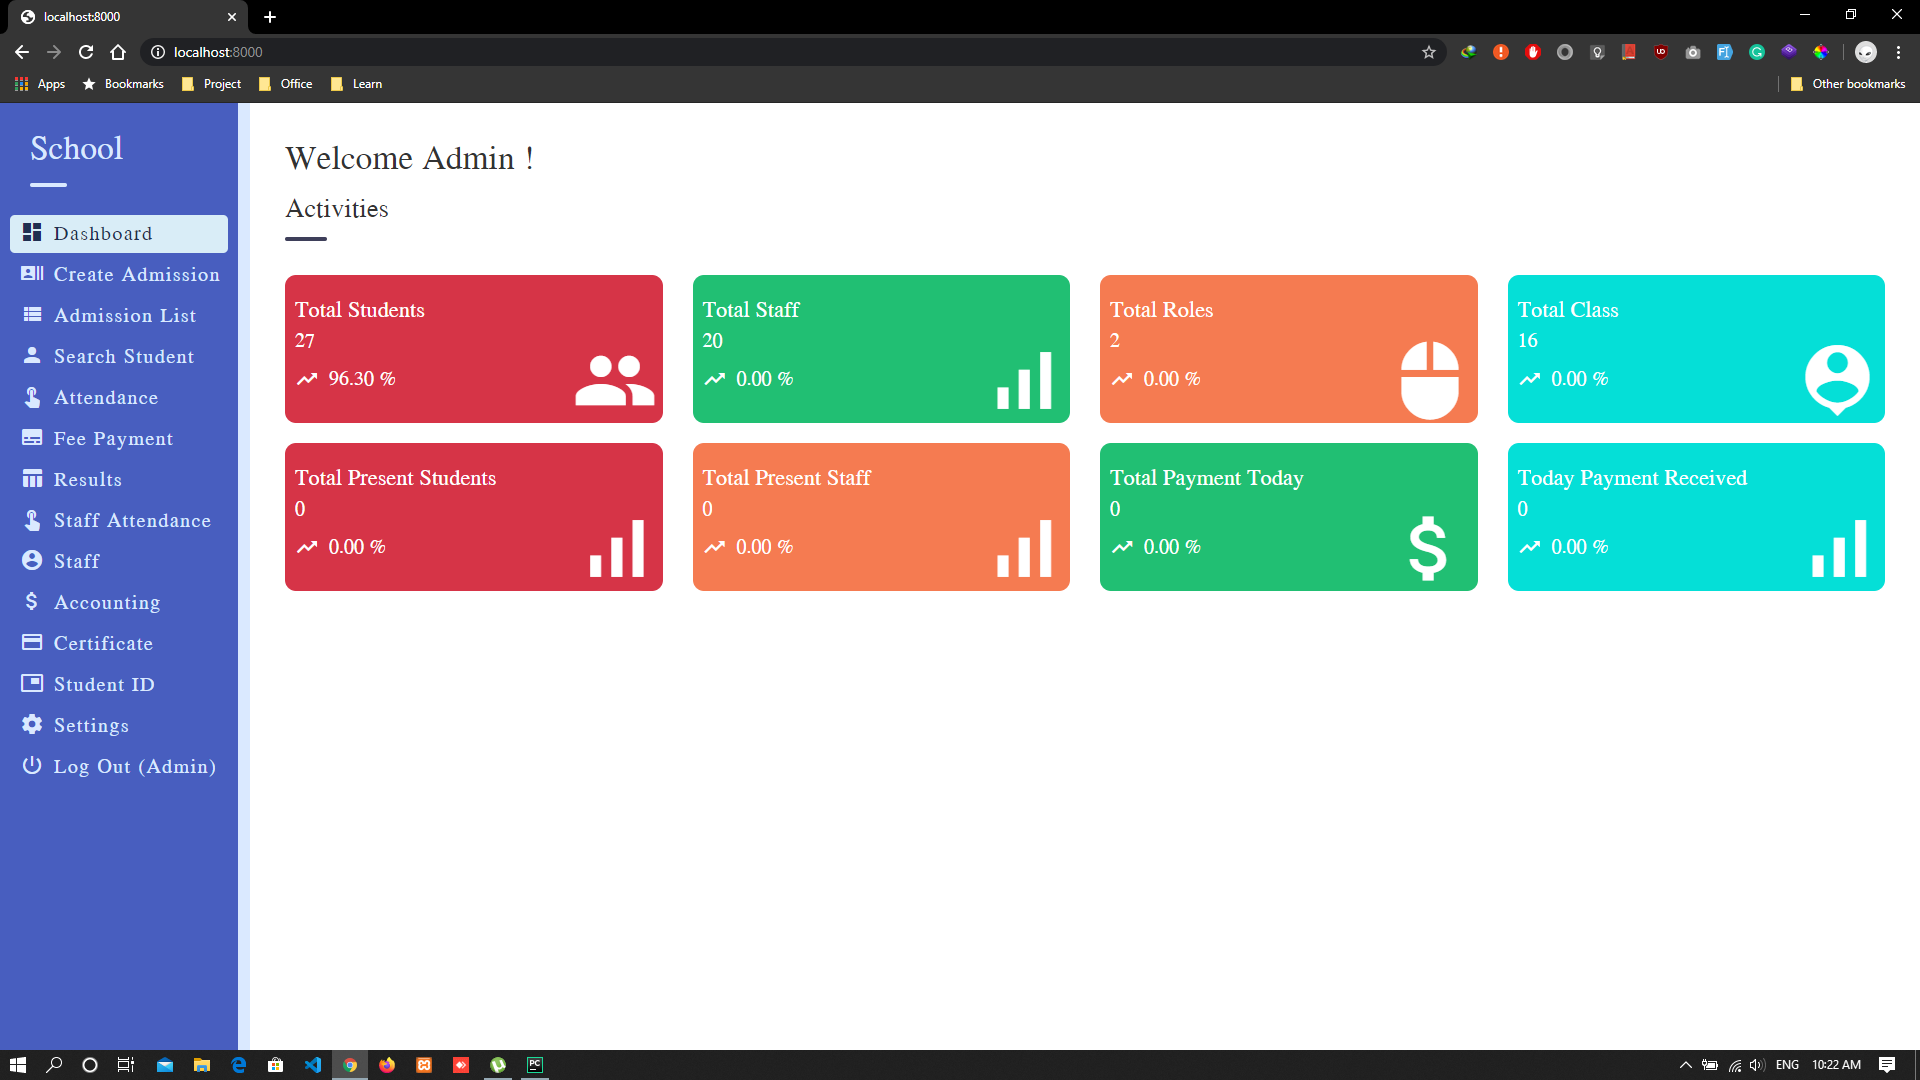 localhost:8000
localhost:8000
Apps
Bookmarks
Project
Office
Learn
Other bookmarks
School
Dashboard
Create Admission
Admission List
Search Student
Attendance
Fee Payment
Results
Staff Attendance
Staff
Accounting
Certificate
Student ID
Settings
Log Out (Admin)
Welcome Admin !
Activities
Total Students
27
96.30 %
Total Staff
20
0.00 %
Total Roles
2
0.00 %
Total Class
16
0.00 %
Total Present Students
0
0.00 %
Total Present Staff
0
0.00 %
Total Payment Today
0
0.00 %
Today Payment Received
0
0.00 %
ENG
10:22 AM